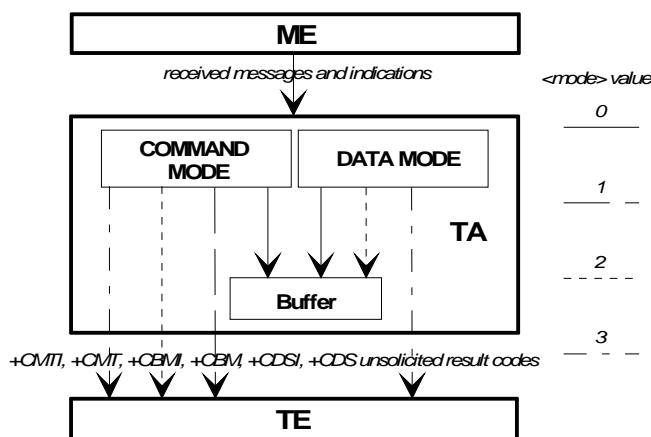 ME
received messages and indications
<mode> value
0
COMMAND
MODE
DATA MODE
1
TA
2
Buffer
3
+CMTI, +CMT, +CBMI, +CBM, +CDSI, +CDS unsolicited result codes
TE